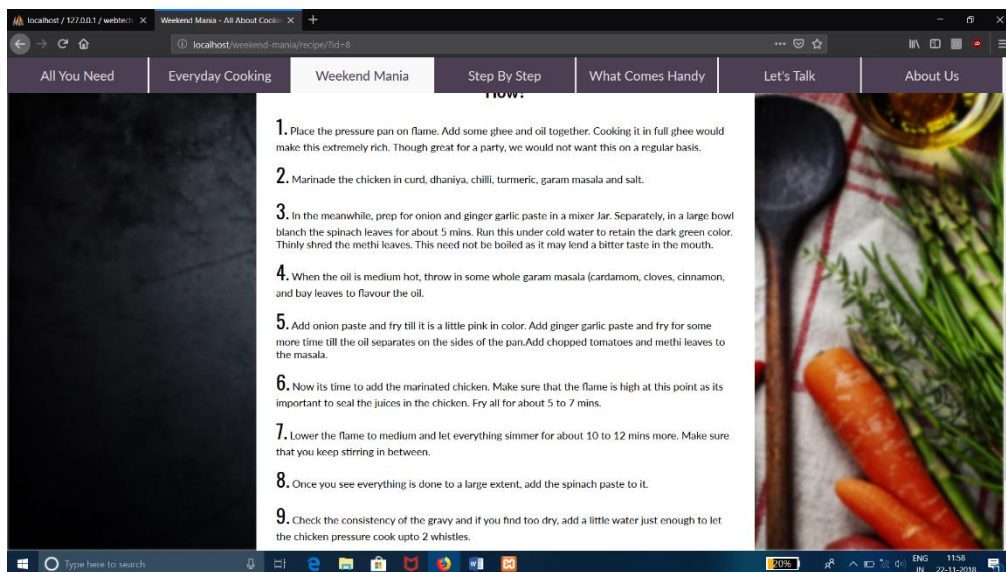 localhost / 127.0.0.1 / webtech
Weekend Mania - All About Cookin
localhost/weekend-mania/recipe/?id=8
All You Need
Everyday Cooking
Weekend Mania
Step By Step
What Comes Handy
Let's Talk
About Us
How?
1. Place the pressure pan on flame. Add some ghee and oil together. Cooking it in full ghee would
make this extremely rich. Though great for a party, we would not want this on a regular basis.
2. Marinade the chicken in curd, dhaniya, chilli, turmeric, garam masala and salt.
3. In the meanwhile, prep for onion and ginger garlic paste in a mixer Jar. Separately, in a large bowl
blanch the spinach leaves for about 5 mins. Run this under cold water to retain the dark green color.
Thinly shred the methi leaves. This need not be boiled as it may lend a bitter taste in the mouth.
4. When the oil is medium hot, throw in some whole garam masala (cardamom, cloves, cinnamon,
and bay leaves to flavour the oil.
5. Add onion paste and fry till it is a little pink in color. Add ginger garlic paste and fry for some
more time till the oil separates on the sides of the pan.Add chopped tomatoes and methi leaves to
the masala.
6. Now its time to add the marinated chicken. Make sure that the flame is high at this point as its
important to seal the juices in the chicken. Fry all for about 5 to 7 mins.
7. Lower the flame to medium and let everything simmer for about 10 to 12 mins more. Make sure
that you keep stirring in between.
8. Once you see everything is done to a large extent, add the spinach paste to it.
9. Check the consistency of the gravy and if you find too dry, add a little water just enough to let
the chicken pressure cook upto 2 whistles.
Type here to search
20%
ENG
IN
11:58
22-11-2018